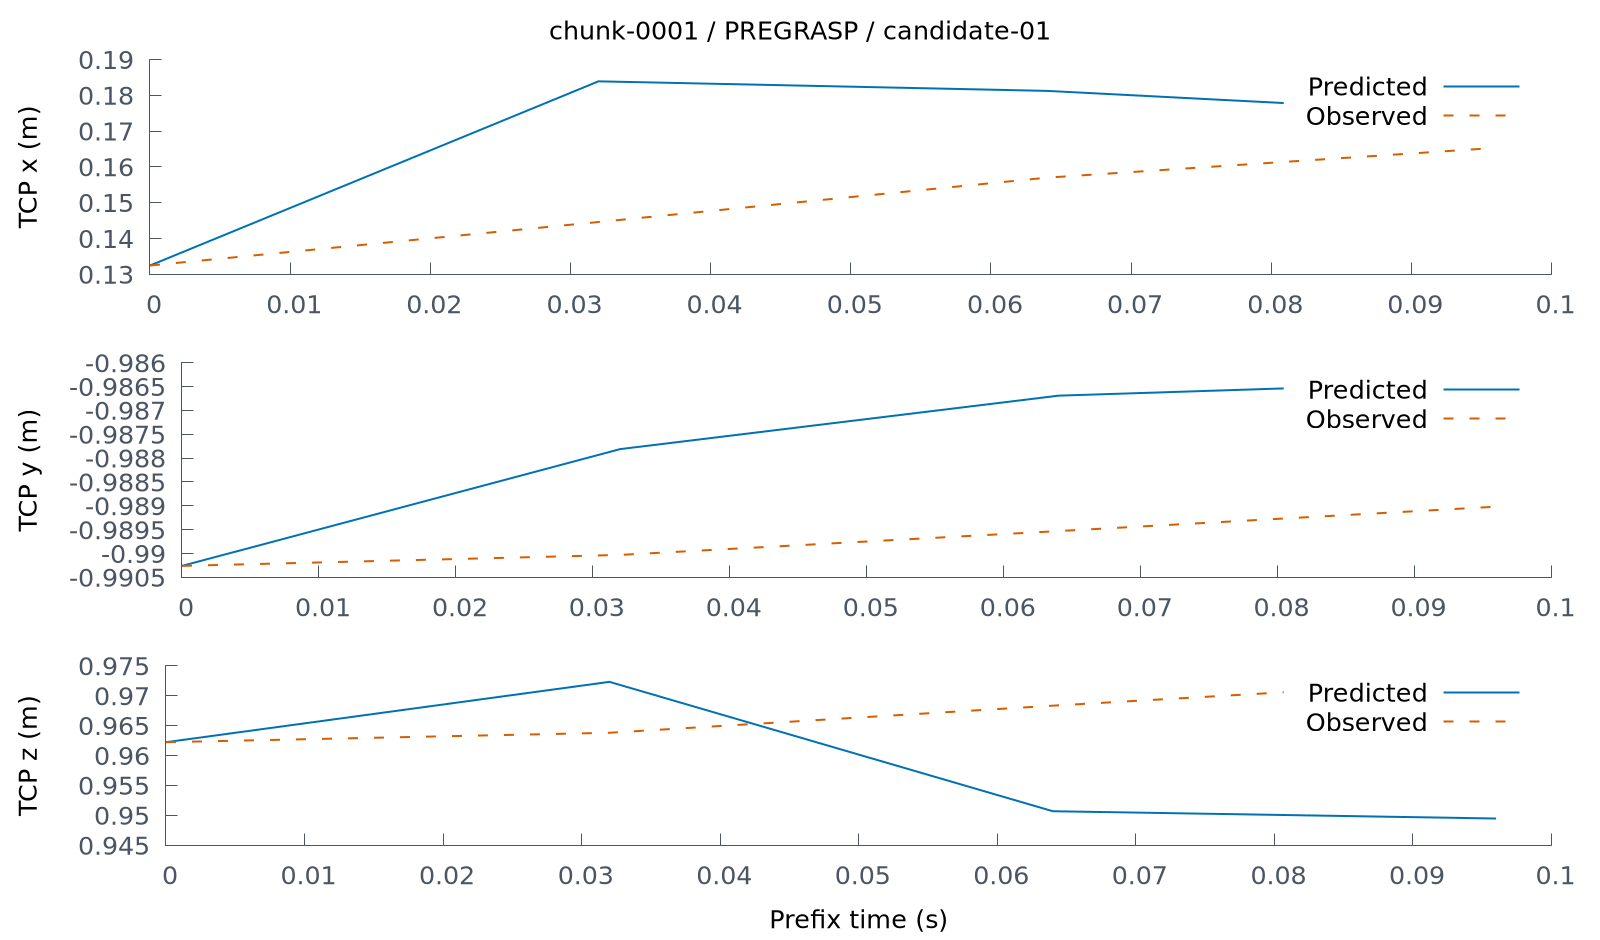 chunk-0001 / PREGRASP / candidate-01
TCP x (m)
0.19
0.18
0.17
0.16
0.15
0.14
0.13
Predicted
Observed
0 0.01 0.02 0.03 0.04 0.05 0.06 0.07 0.08 0.09 0.1
TCP y (m)
-0.986
-0.9865
-0.987
-0.9875
-0.988
-0.9885
-0.989
-0.9895
-0.99
-0.9905
Predicted
Observed
0 0.01 0.02 0.03 0.04 0.05 0.06 0.07 0.08 0.09 0.1
TCP z (m)
0.975
0.97
0.965
0.96
0.955
0.95
0.945
Predicted
Observed
0 0.01 0.02 0.03 0.04 0.05 0.06 0.07 0.08 0.09 0.1
Prefix time (s)